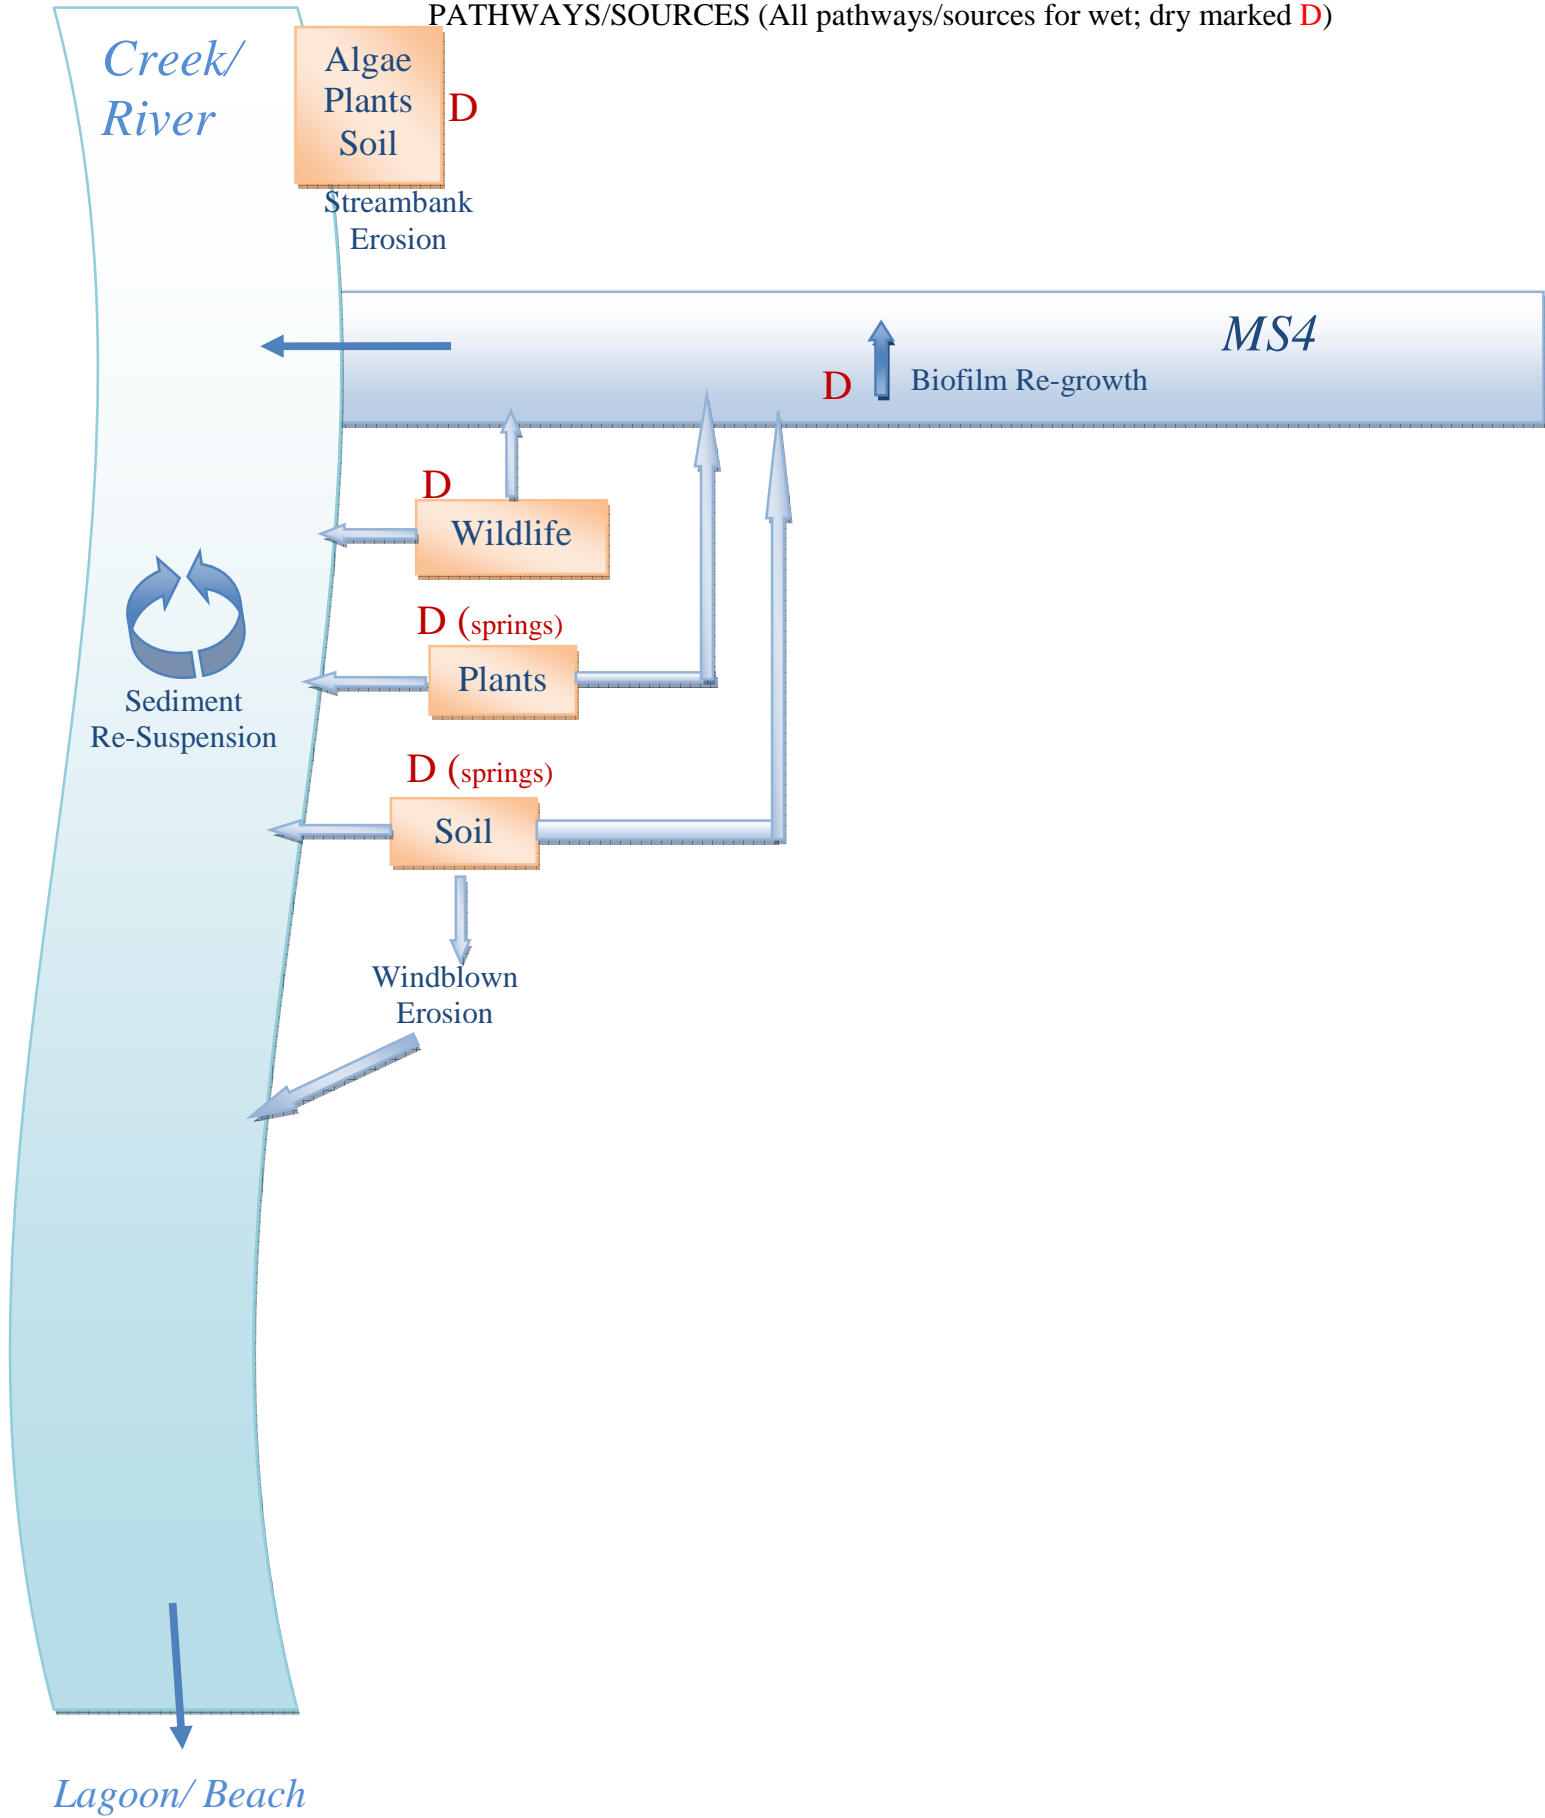 PATHWAYS/SOURCES (All pathways/sources for wet; dry marked D)
Creek/
River
Algae
Plants
Soil
D
Streambank
Erosion
MS4
D
Biofilm Re-growth
D
Wildlife
D (springs)
Plants
Sediment
Re-Suspension
D (springs)
Soil
Windblown
Erosion
Lagoon/ Beach